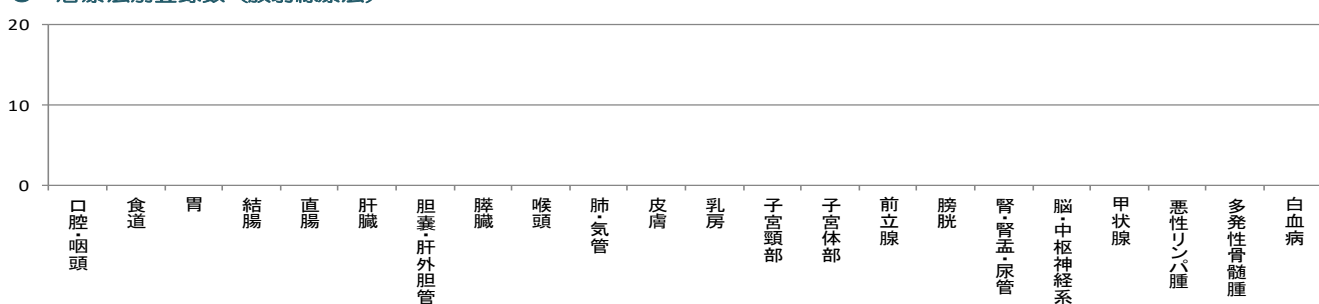 20
10
0
口腔・咽頭
食道
胃
結腸
直腸
肝臓
胆嚢・肝外胆管
膵臓
喉頭
肺・気管
皮膚
乳房
子宮頸部
子宮体部
前立腺
膀胱
腎・腎盂・尿管
脳・中枢神経系
甲状腺
悪性リンパ腫
多発性骨髄腫
白血病